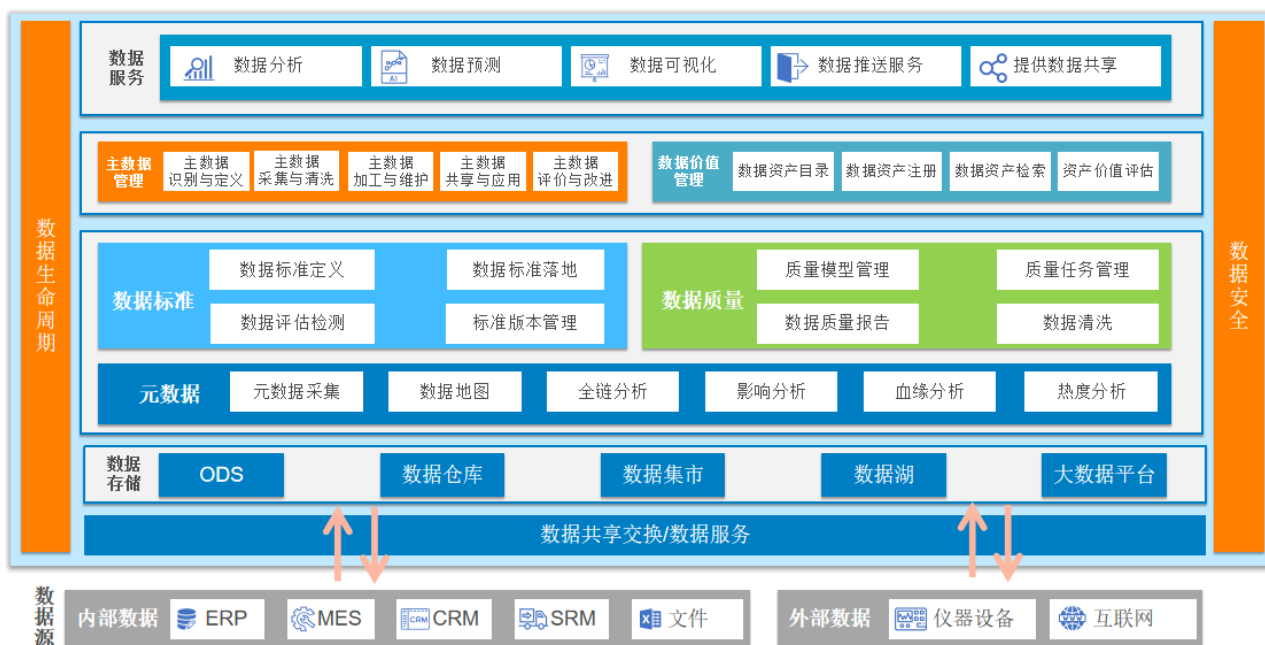 数据生命周期
数据
服务
数据分析
AI
数据预测
数据可视化
数据推送服务
提供数据共享
主数据
管理
主数据
识别与定义
主数据
采集与清洗
主数据
加工与维护
主数据
共享与应用
主数据
评价与改进
数据价值
管理
数据资产目录
数据资产注册
数据资产检索
资产价值评估
数据标准
数据标准定义
数据标准落地
数据评估检测
标准版本管理
数据质量
质量模型管理
质量任务管理
数据质量报告
数据清洗
元数据
元数据采集
数据地图
全链分析
影响分析
血缘分析
热度分析
数据
存储
ODS
数据仓库
数据集市
数据湖
大数据平台
数据共享交换/数据服务
数据安全
数据源
内部数据
ERP
MES
CRM
CRM
SRM
X
文件
外部数据
仪器设备
互联网